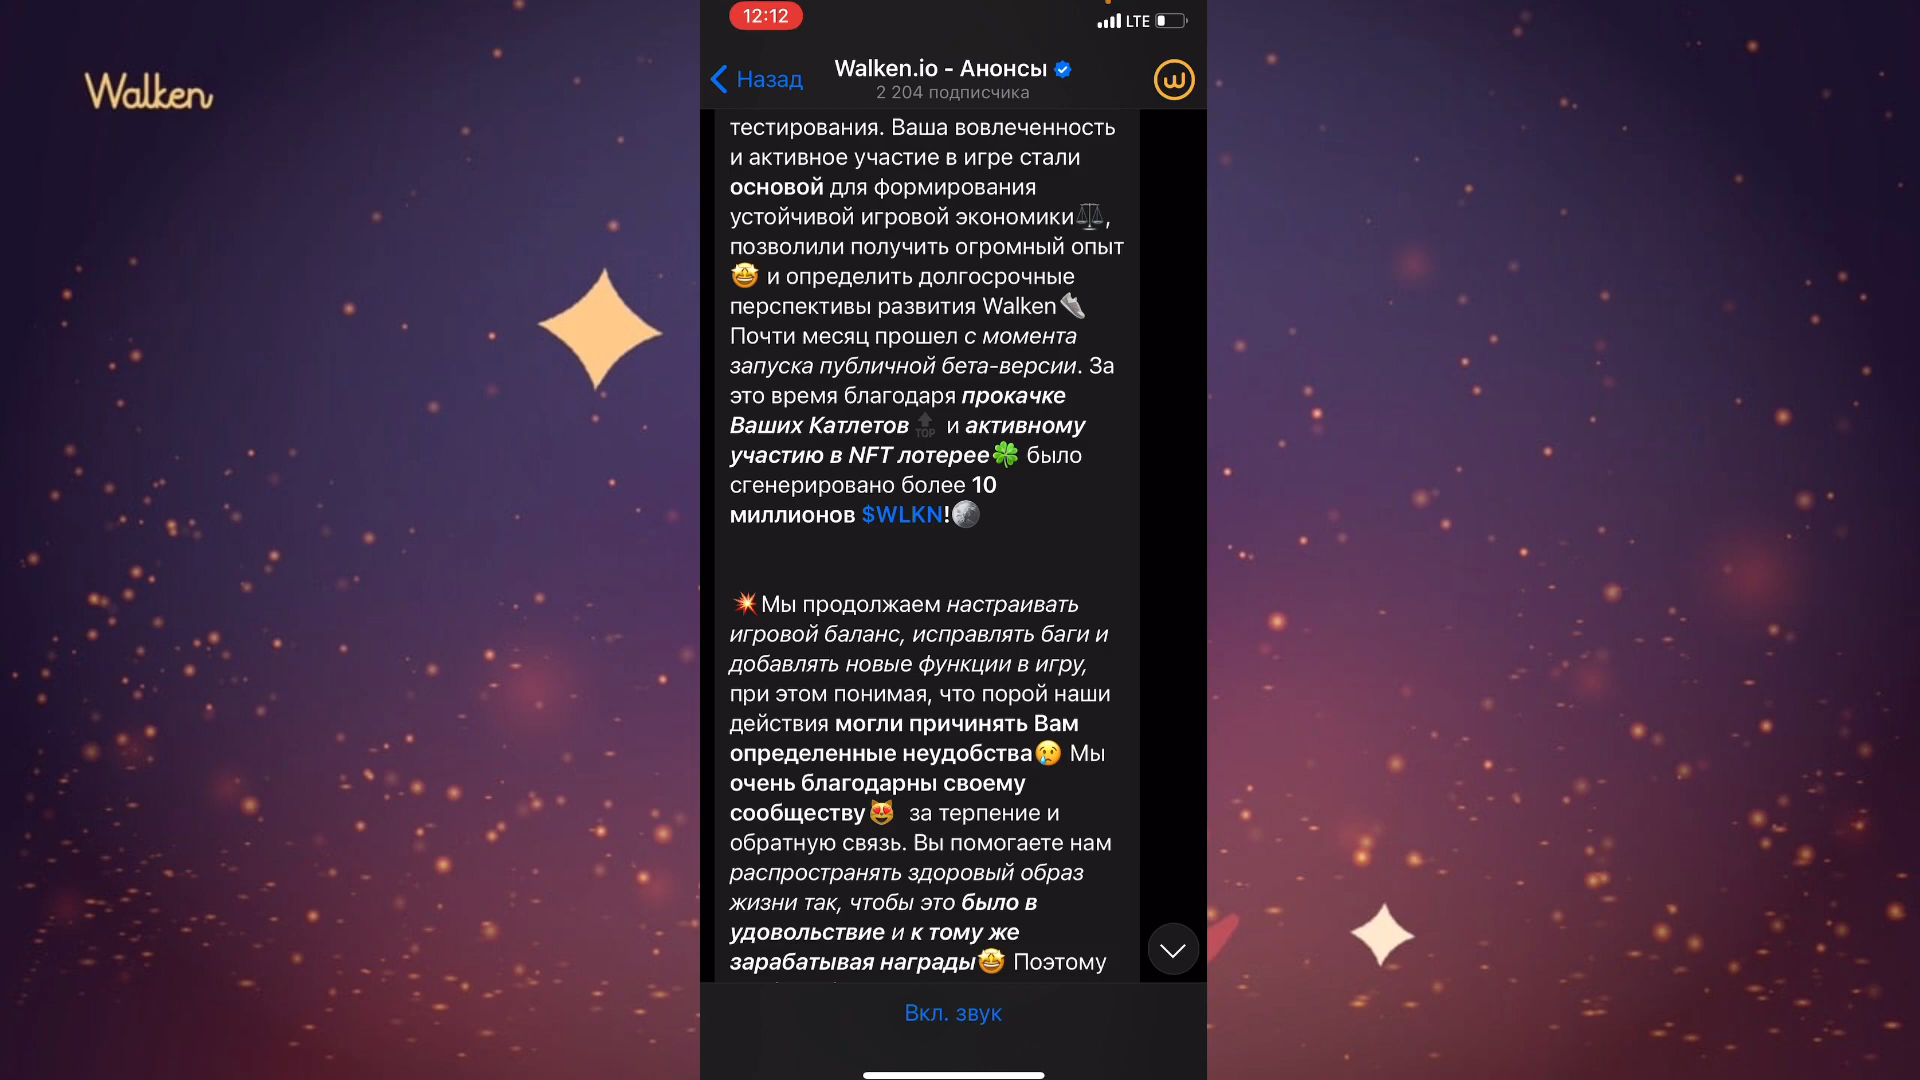 Walken
12:12
LTE
Назад
Walken.io - Анонсы
2 204 подписчика
тестирования. Ваша вовлеченность
и активное участие в игре стали
основой для формирования
устойчивой игровой экономики⚖️,
позволили получить огромный опыт
🤩 и определить долгосрочные
перспективы развития Walken👟
Почти месяц прошел с момента
запуска публичной бета-версии. За
это время благодаря прокачке
Ваших Катлетов🔝 и активному
участию в NFT лотерее🍀 было
сгенерировано более 10
миллионов $WLKN!🌕
💥Мы продолжаем настраивать
игровой баланс, исправлять баги и
добавлять новые функции в игру,
при этом понимая, что порой наши
действия могли причинять Вам
определенные неудобства😢 Мы
очень благодарны своему
сообществу😻 за терпение и
обратную связь. Вы помогаете нам
распространять здоровый образ
жизни так, чтобы это было в
удовольствие и к тому же
зарабатывая награды🤩 Поэтому
Вкл. звук